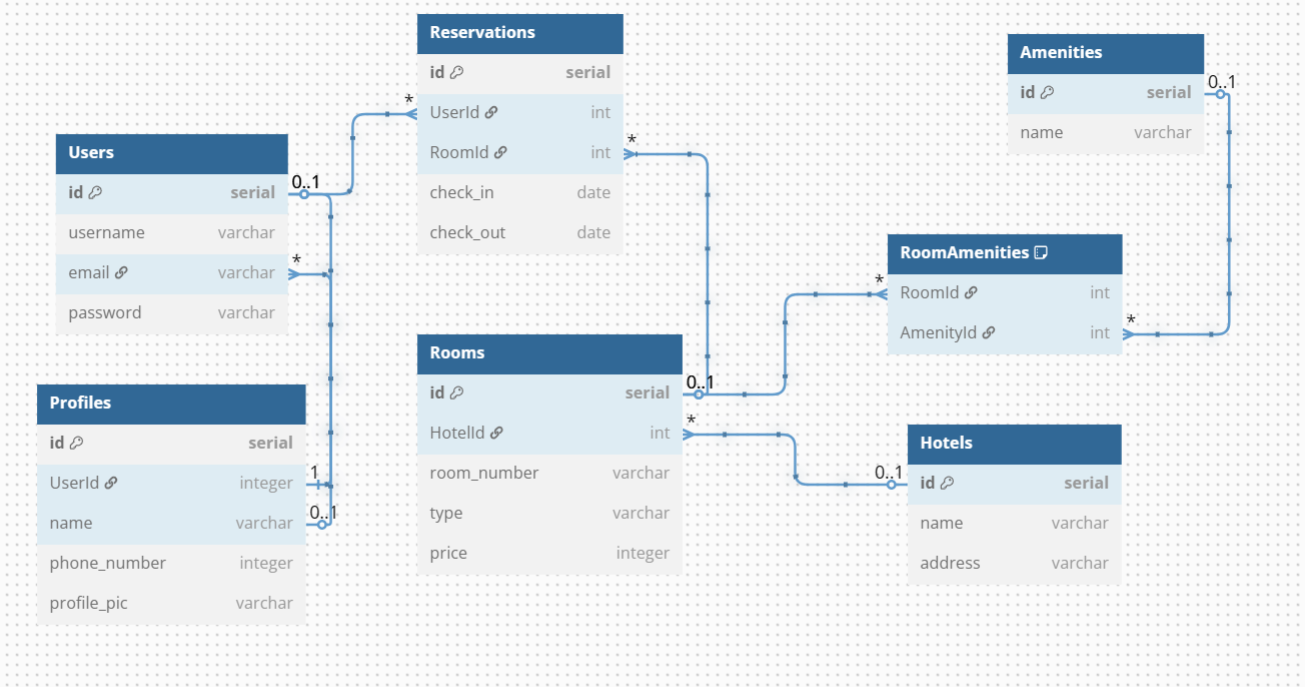 Reservations
id serial
UserId int
RoomId int
check_in date
check_out date
*
*
Amenities
id serial
name varchar
0..1
Users
id serial
username varchar
email varchar
password varchar
0..1
*
RoomAmenities
RoomId int
AmenityId int
*
*
Rooms
id serial
HotelId int
room_number varchar
type varchar
price integer
0..1
*
Profiles
id serial
UserId integer
name varchar
phone_number integer
profile_pic varchar
1
0..1
Hotels
id serial
name varchar
address varchar
0..1